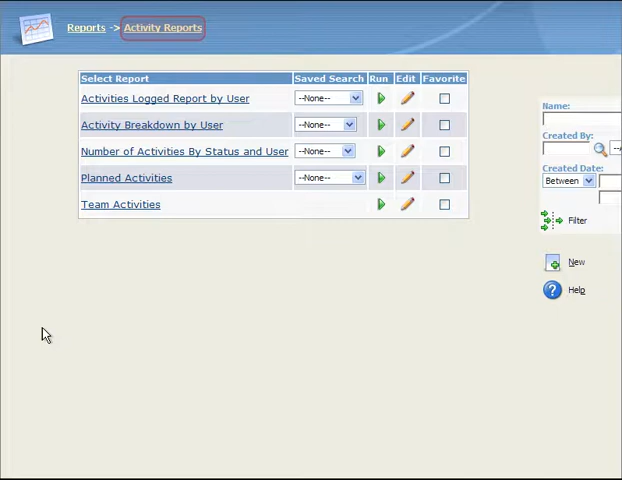 Reports -> Activity Reports
Select Report Saved Search Run Edit Favorite
Activities Logged Report by User --None--
Activity Breakdown by User --None--
Number of Activities By Status and User --None--
Planned Activities --None--
Team Activities
Name:
Created By:
Created Date:
Between
Filter
New
Help